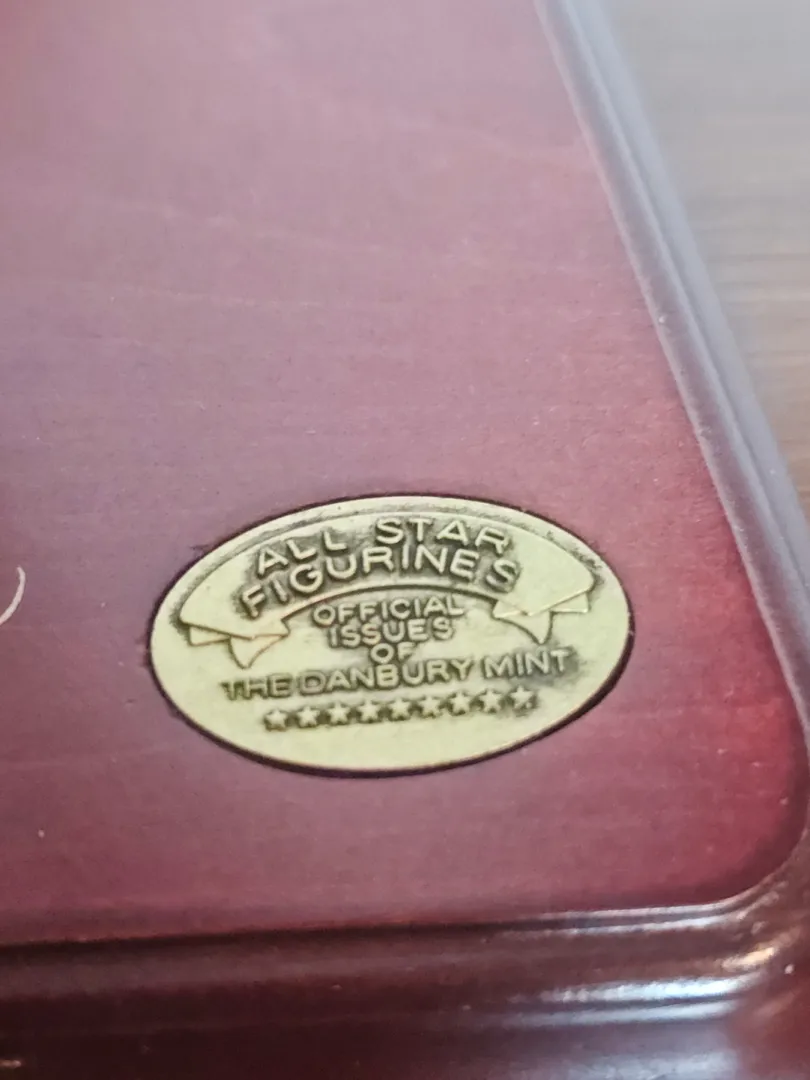 ALL STAR
FIGURINES
OFFICIAL
ISSUES
OF
THE DANBURY MINT
★★★★★★★★★